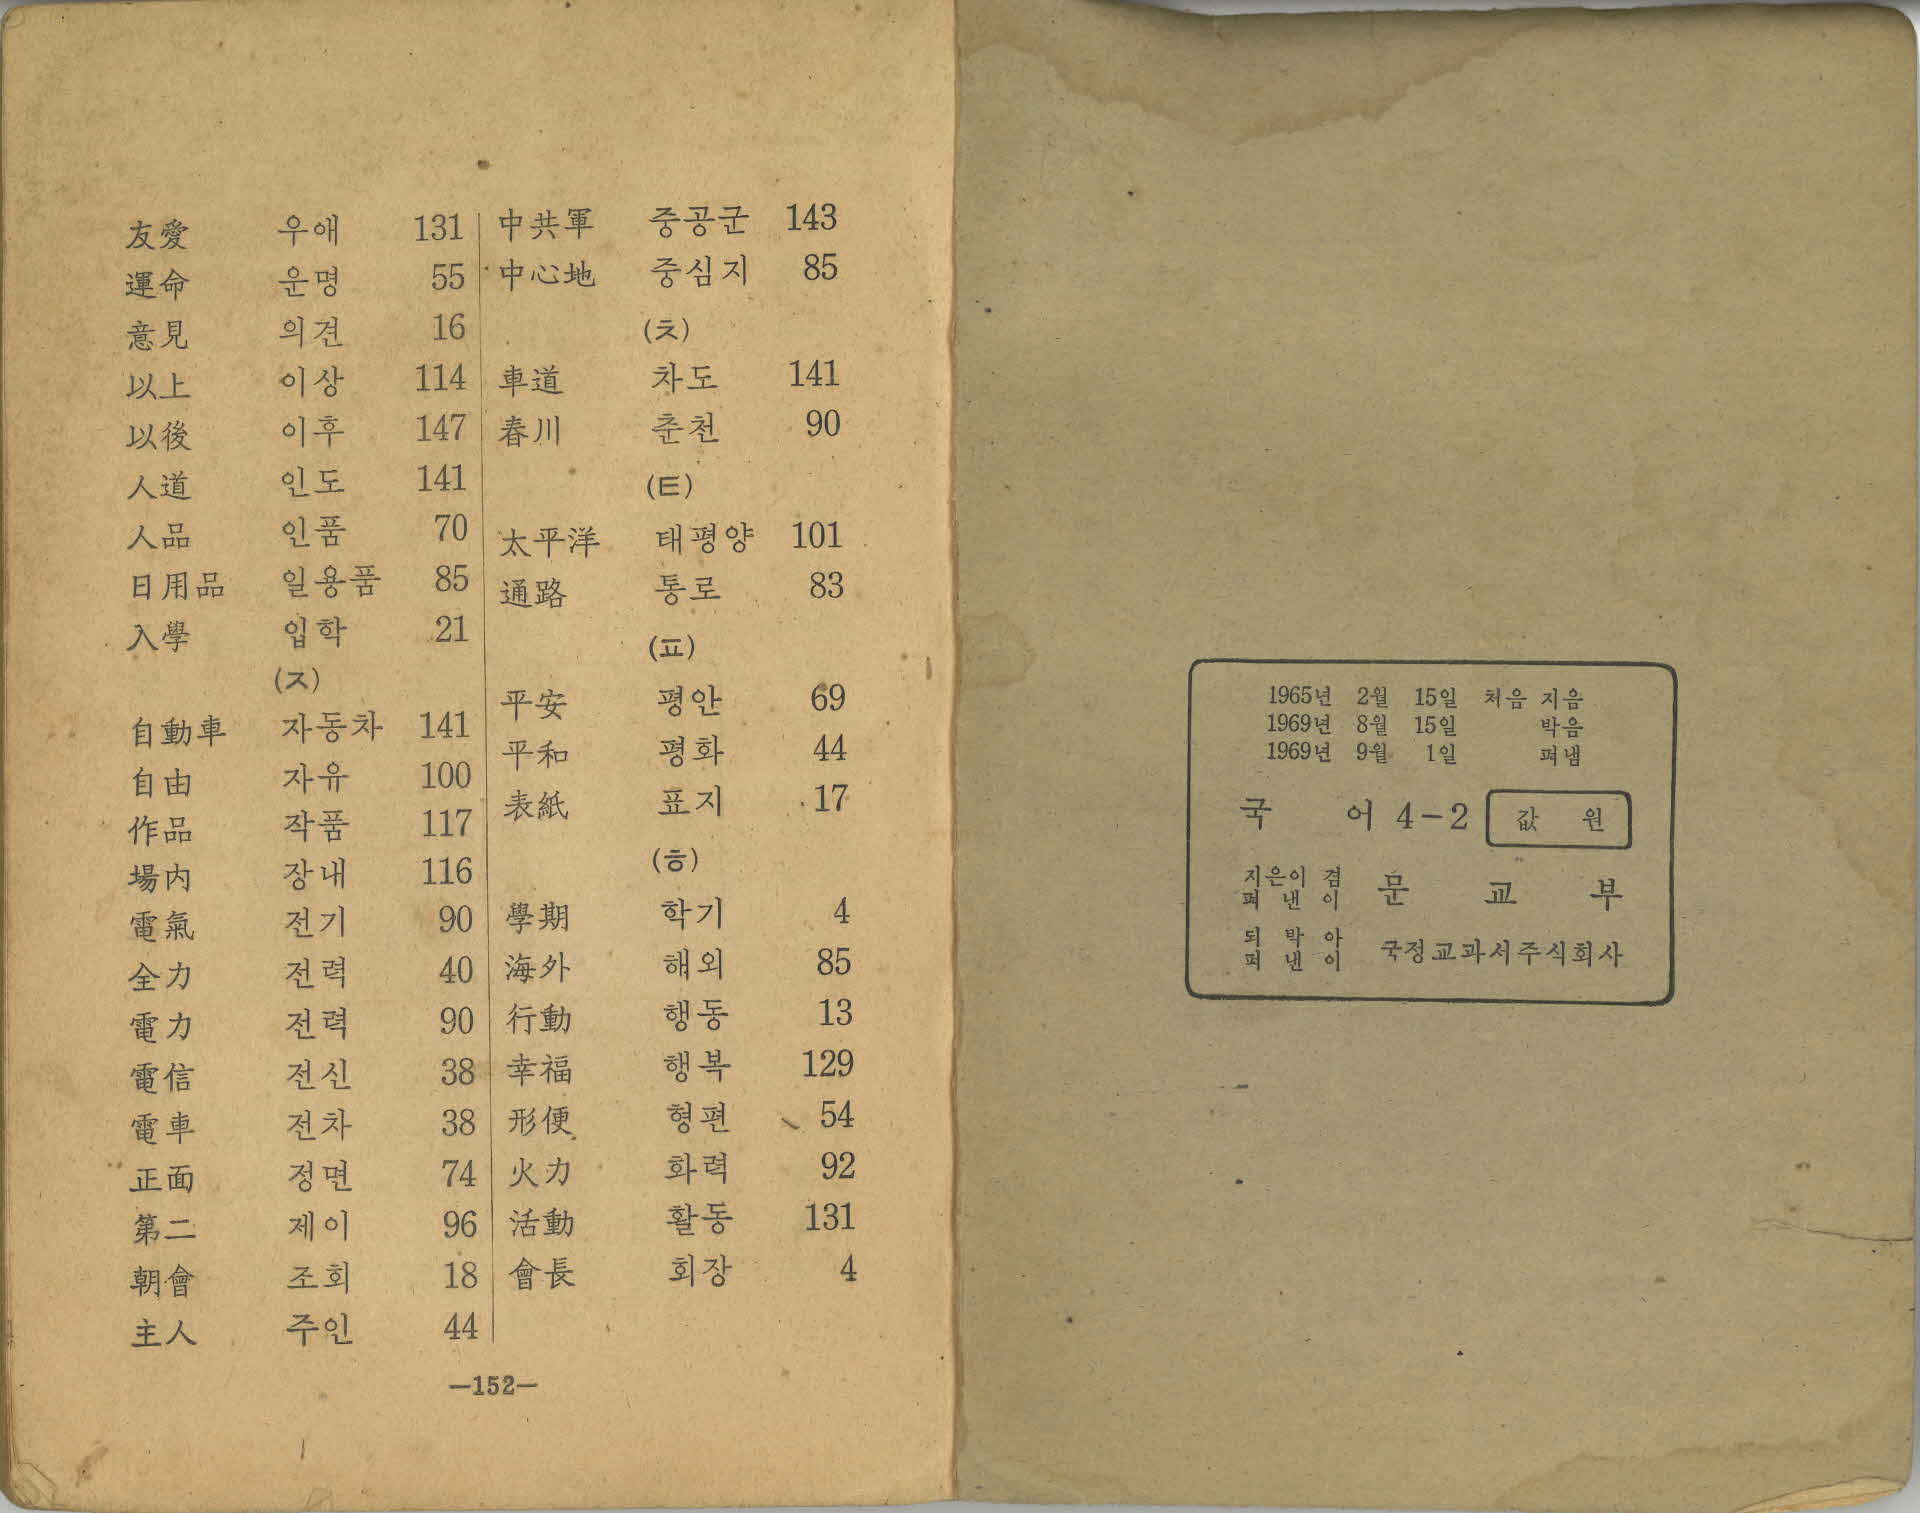 友愛 우애 131
運命 운명 55
意見 의견 16
以上 이상 114
以後 이후 147
人道 인도 141
人品 인품 70
日用品 일용품 85
入學 입학 21
(ㅈ)
自動車 자동차 141
自由 자유 100
作品 작품 117
場内 장내 116
電氣 전기 90
全力 전력 40
電力 전력 90
電信 전신 38
電車 전차 38
正面 정면 74
第二 제이 96
朝會 조회 18
主人 주인 44
中共軍 중공군 143
中心地 중심지 85
(ㅊ)
車道 차도 141
春川 춘천 90
(ㅌ)
太平洋 태평양 101
通路 통로 83
(ㅍ)
平安 평안 69
平和 평화 44
表紙 표지 17
(ㅎ)
學期 학기 4
海外 해외 85
行動 행동 13
幸福 행복 129
形便 형편 54
火力 화력 92
活動 활동 131
會長 회장 4
—152—
1965년 2월 15일 처음 지음
1969년 8월 15일 박음
1969년 9월 1일 펴냄
국 어 4-2 값 원
지은이 겸
펴 낸 이 문 교 부
되 박 아
펴 낸 이 국정교과서주식회사